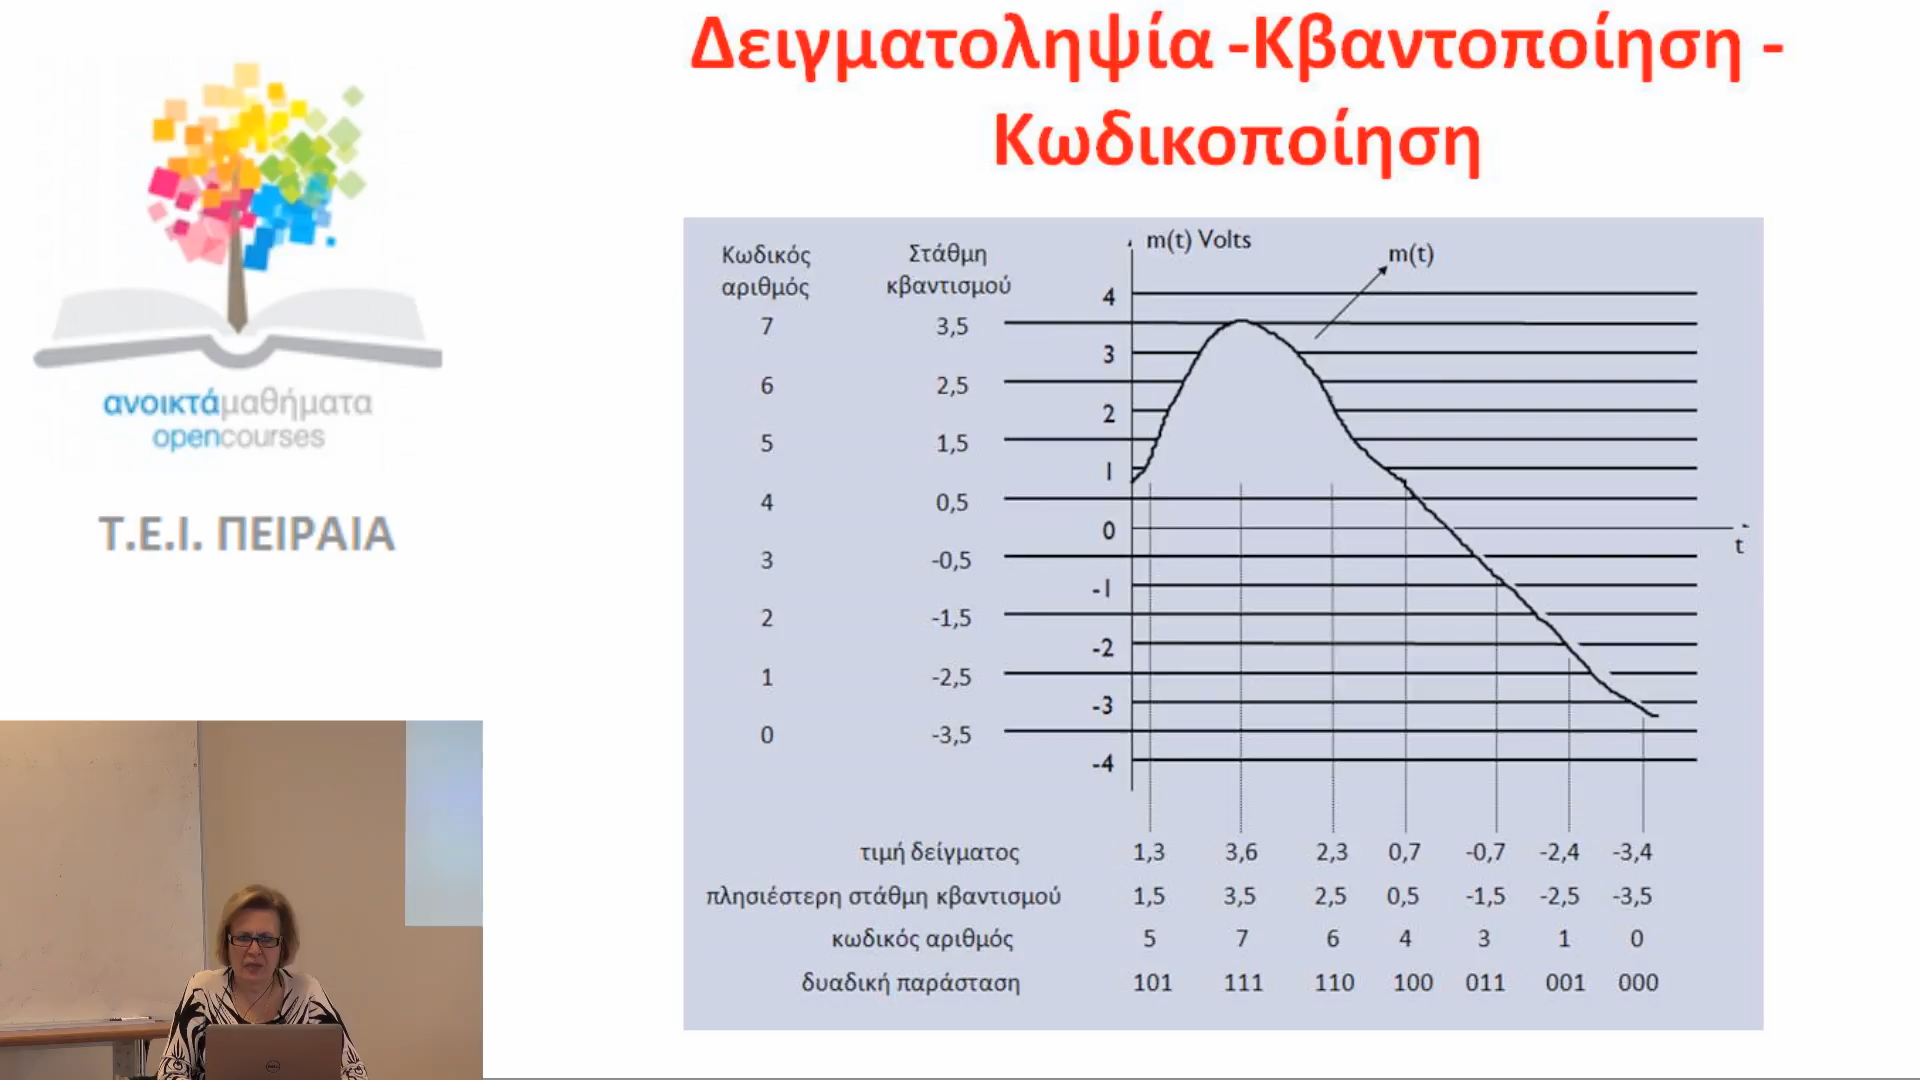 Δειγματοληψία -Κβαντοποίηση -
Κωδικοποίηση
ανοικτάμαθήματα
opencourses
Τ.Ε.Ι. ΠΕΙΡΑΙΑ
Κωδικός αριθμός
Στάθμη κβαντισμού
m(t) Volts
m(t)
7 3,5
6 2,5
5 1,5
4 0,5
3 -0,5
2 -1,5
1 -2,5
0 -3,5
4
3
2
1
0
-1
-2
-3
-4
t
τιμή δείγματος 1,3 3,6 2,3 0,7 -0,7 -2,4 -3,4
πλησιέστερη στάθμη κβαντισμού 1,5 3,5 2,5 0,5 -1,5 -2,5 -3,5
κωδικός αριθμός 5 7 6 4 3 1 0
δυαδική παράσταση 101 111 110 100 011 001 000